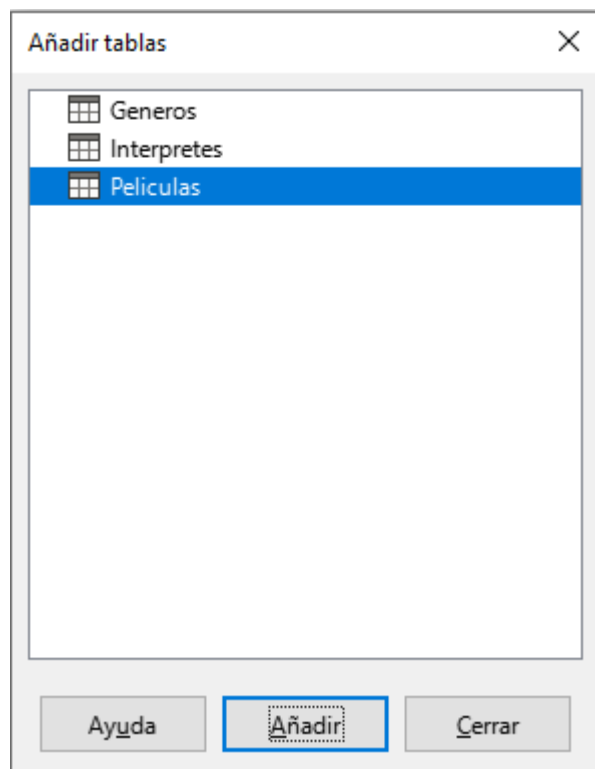 Añadir tablas
Generos
Interpretes
Peliculas
Ayuda
Añadir
Cerrar